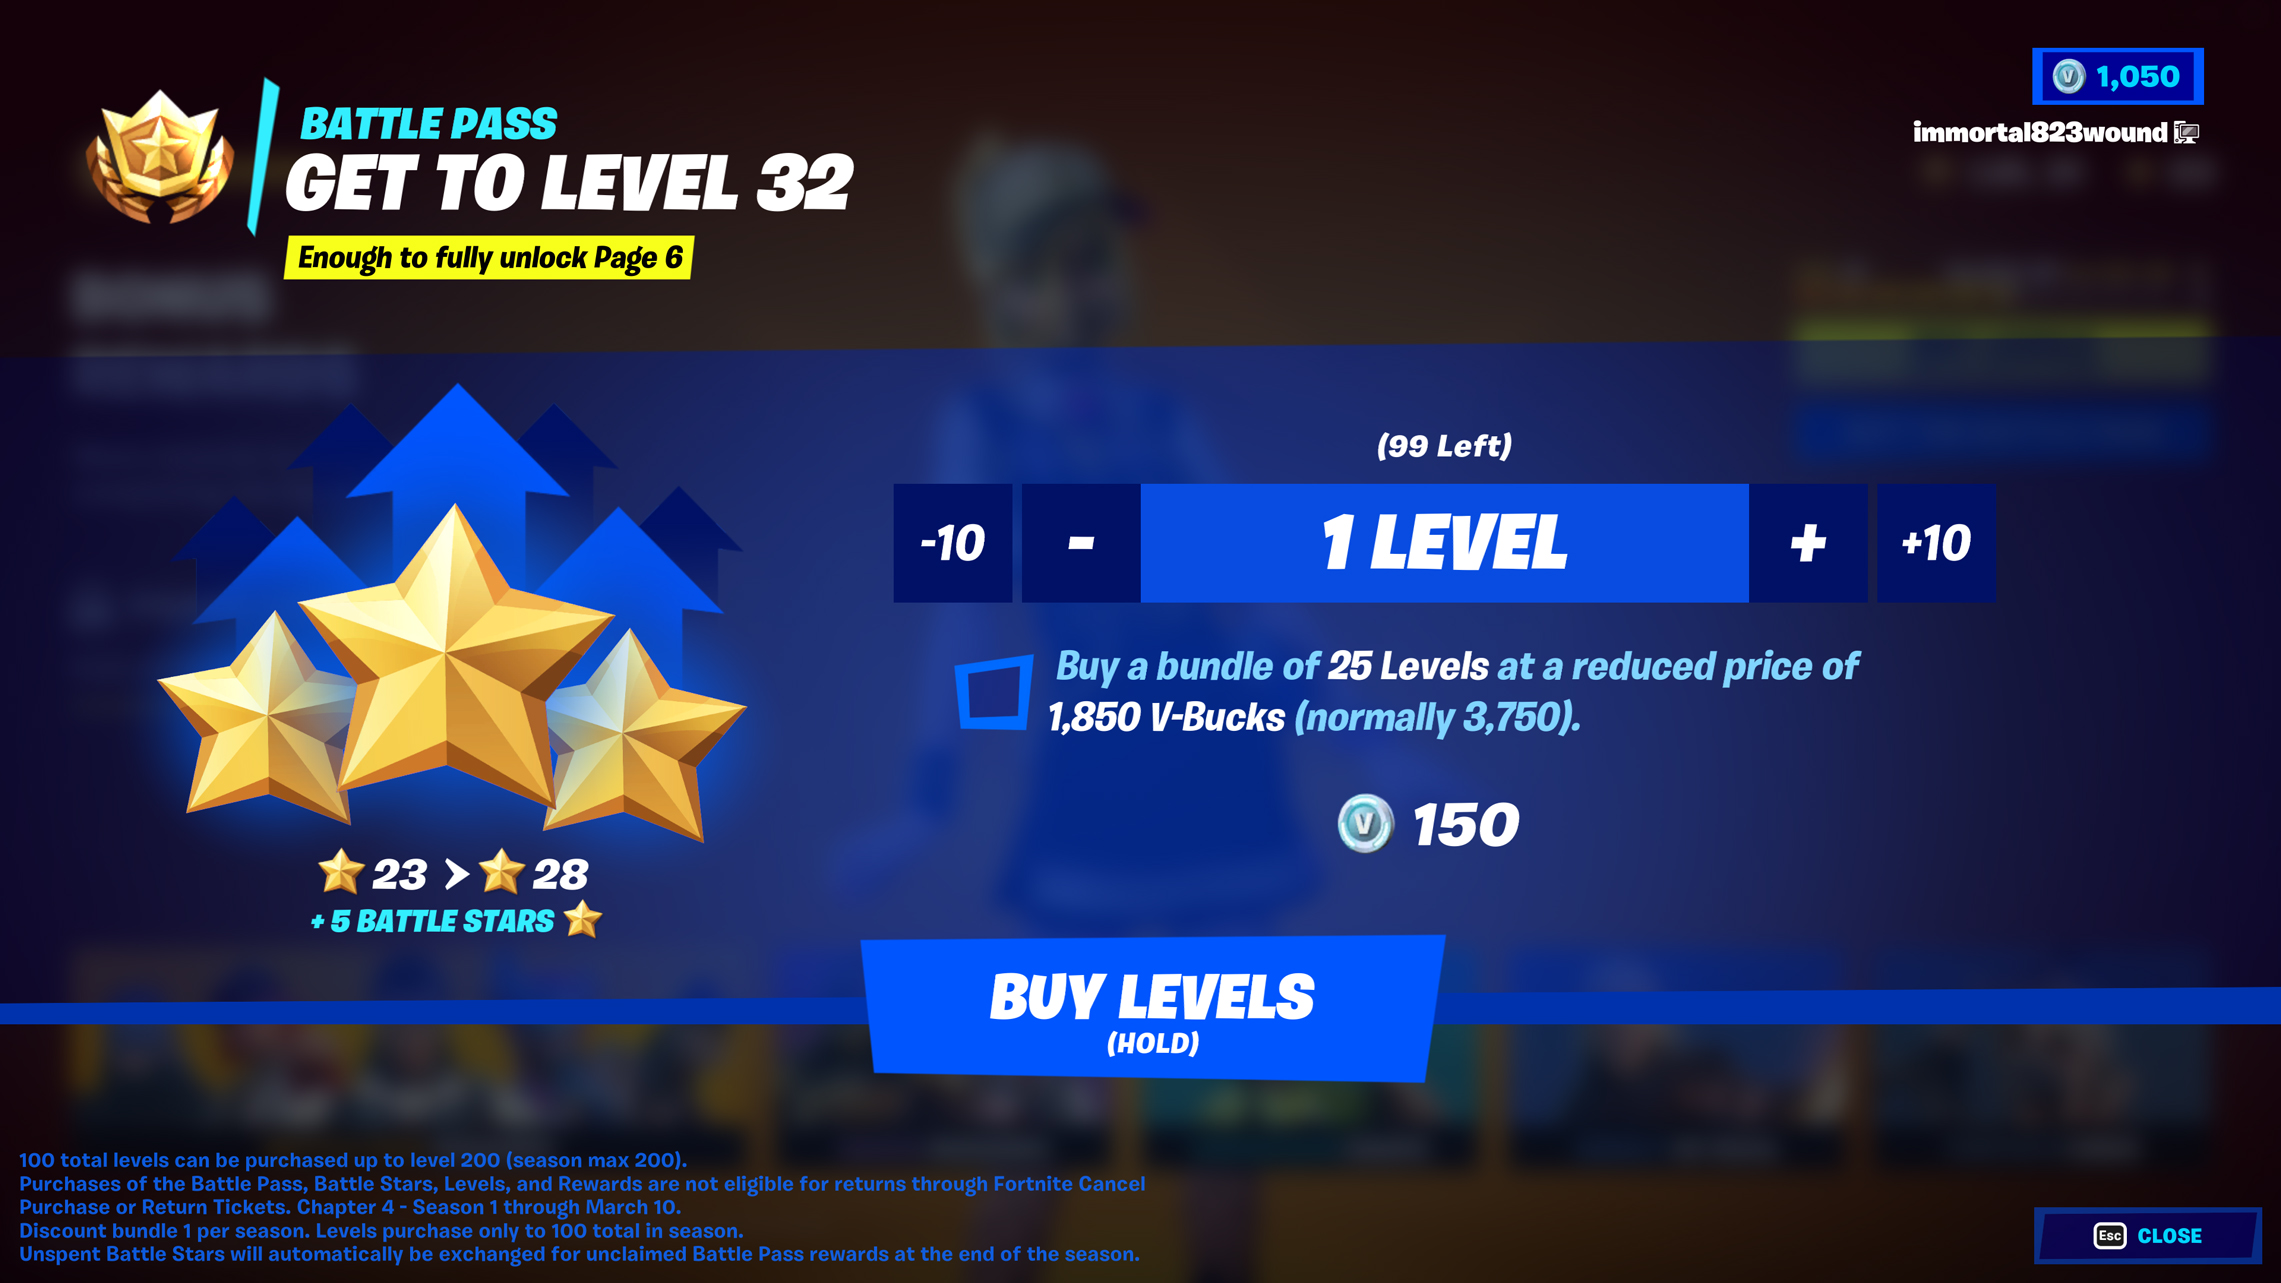 1,050
immortal823wound
BATTLE PASS
GET TO LEVEL 32
Enough to fully unlock Page 6
(99 Left)
-10 - 1 LEVEL + +10
Buy a bundle of 25 Levels at a reduced price of
1,850 V-Bucks (normally 3,750).
150
23 > 28
+ 5 BATTLE STARS
BUY LEVELS
(HOLD)
100 total levels can be purchased up to level 200 (season max 200).
Purchases of the Battle Pass, Battle Stars, Levels, and Rewards are not eligible for returns through Fortnite Cancel
Purchase or Return Tickets. Chapter 4 - Season 1 through March 10.
Discount bundle 1 per season. Levels purchase only to 100 total in season.
Unspent Battle Stars will automatically be exchanged for unclaimed Battle Pass rewards at the end of the season.
Esc CLOSE